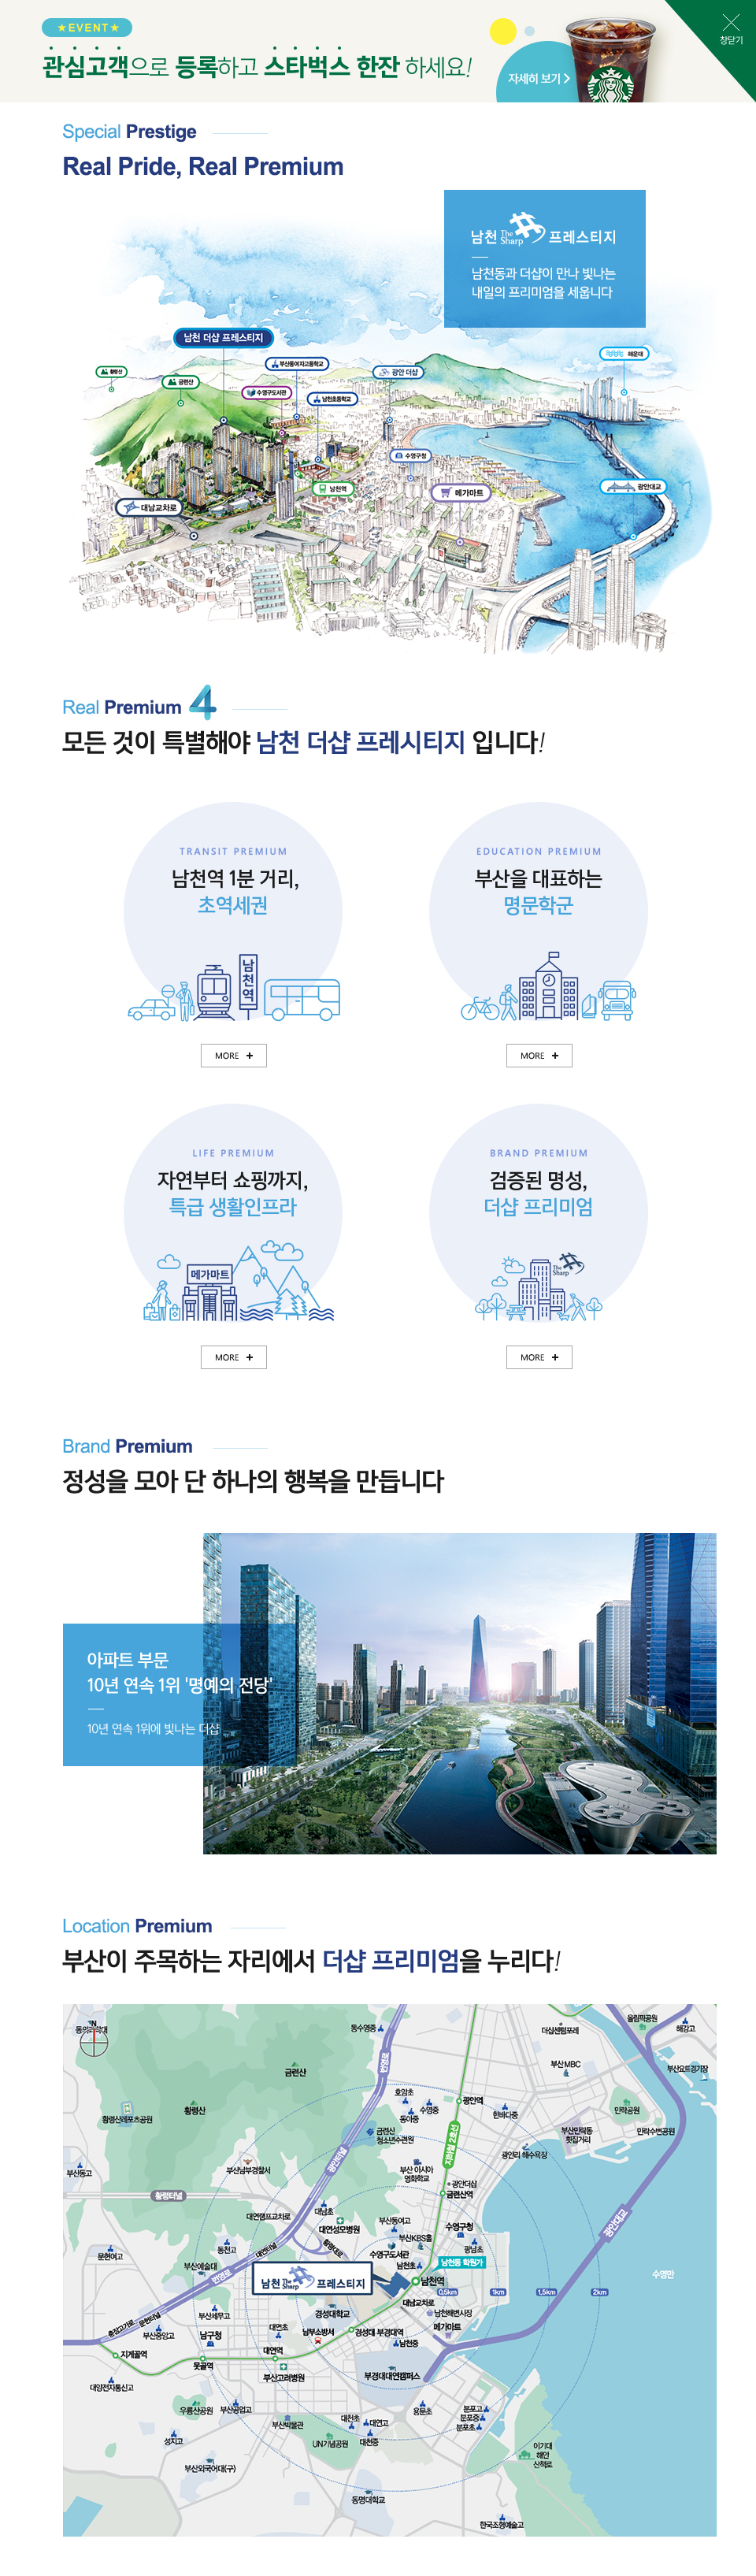 ★EVENT★
관심고객으로 등록하고 스타벅스 한잔 하세요!
자세히 보기 >
창닫기
Special Prestige
Real Pride, Real Premium
남천 The Sharp 프레스티지
남천동과 더샵이 만나 빛나는
내일의 프리미엄을 세웁니다
남천 더샵 프레스티지
황령산
금련산
부산동여자고등학교
수영구도서관
남천초등학교
광안 더샵
해운대
수영구청
남천역
메가마트
광안대교
대남교차로
Real Premium 4
모든 것이 특별해야 남천 더샵 프레시티지 입니다!
TRANSIT PREMIUM
남천역 1분 거리,
초역세권
남천역
MORE +
EDUCATION PREMIUM
부산을 대표하는
명문학군
MORE +
LIFE PREMIUM
자연부터 쇼핑까지,
특급 생활인프라
메가마트
MORE +
BRAND PREMIUM
검증된 명성,
더샵 프리미엄
The Sharp
MORE +
Brand Premium
정성을 모아 단 하나의 행복을 만듭니다
아파트 부문
10년 연속 1위 '명예의 전당'
10년 연속 1위에 빛나는 더샵
Location Premium
부산이 주목하는 자리에서 더샵 프리미엄을 누리다!
N
동수영중
번영로
더샵센텀포레
올림픽공원
해강고
금련산
부산MBC
부산요트경기장
황령산
황령산레포츠공원
호암초
수영중
동아중
광안역
한바다중
민락공원
금련산
청소년수련원
지하철 2호선
부산민락동
횟집거리
민락수변공원
광안터널
광안리 해수욕장
부산동고
부산남부경찰서
부산 아시아
영화학교
광안더샵
금련산역
황령터널
대남초
대연램프교차로
대연성모병원
부산동여고
부산KBS홀
수영구청
광안대교
문현여고
동천고
대연터널
황령대로
수영구도서관
광남초
부산예술대
남천초
남천동 학원가
수영만
번영로
남천 The Sharp 프레스티지
남천역
0.5km
1km
1.5km
2km
대남교차로
부산세무고
경성대학교
남천해변시장
메가마트
동서고가로
문현터널
부산중앙고
남구청
대연초
남부소방서
경성대 부경대역
남천중
지게골역
못골역
대연역
부산고려병원
부경대대연캠퍼스
대양전자통신고
우룡산공원
부산공업고
용문초
분포고
분포중
분포초
부산박물관
대천초
대연고
성지고
UN기념공원
대천중
이기대
해안
산책로
부산외국어대(구)
동명대학교
한국조형예술고